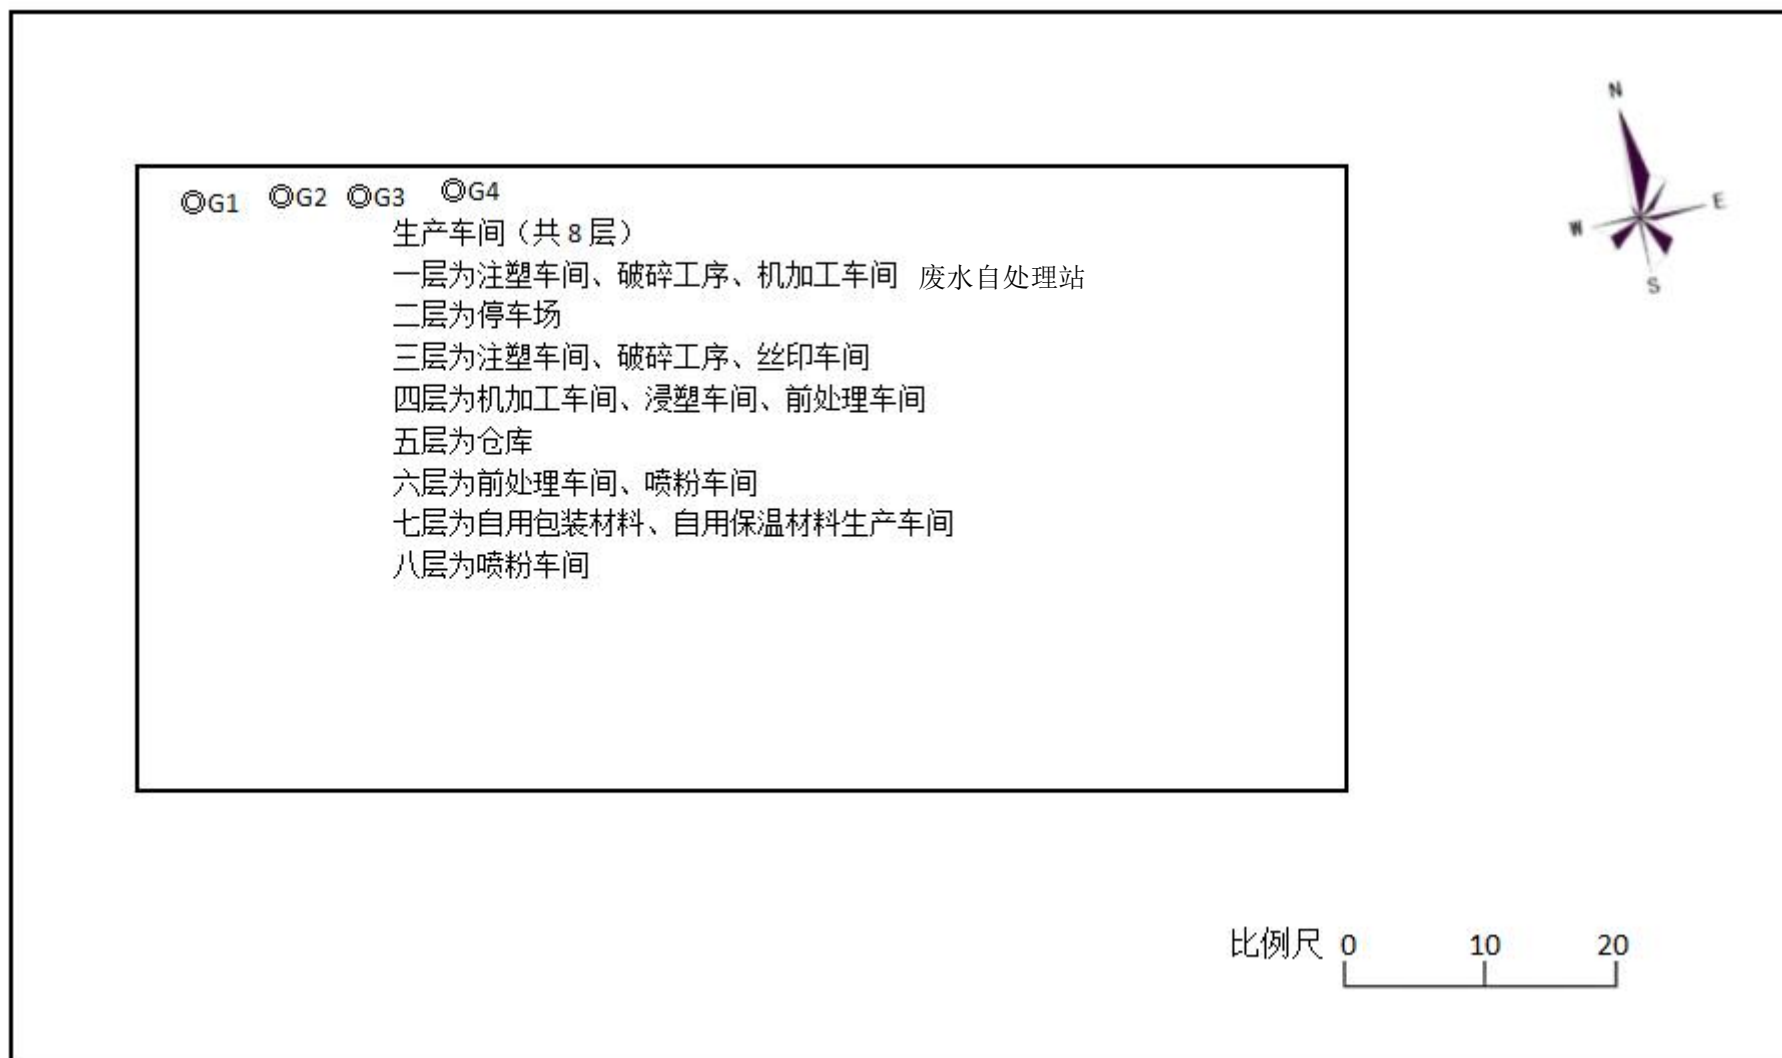 N
E
W
S
◎G1 ◎G2 ◎G3 ◎G4
生产车间（共 8 层）
一层为注塑车间、破碎工序、机加工车间 废水自处理站
二层为停车场
三层为注塑车间、破碎工序、丝印车间
四层为机加工车间、浸塑车间、前处理车间
五层为仓库
六层为前处理车间、喷粉车间
七层为自用包装材料、自用保温材料生产车间
八层为喷粉车间
比例尺 0 10 20